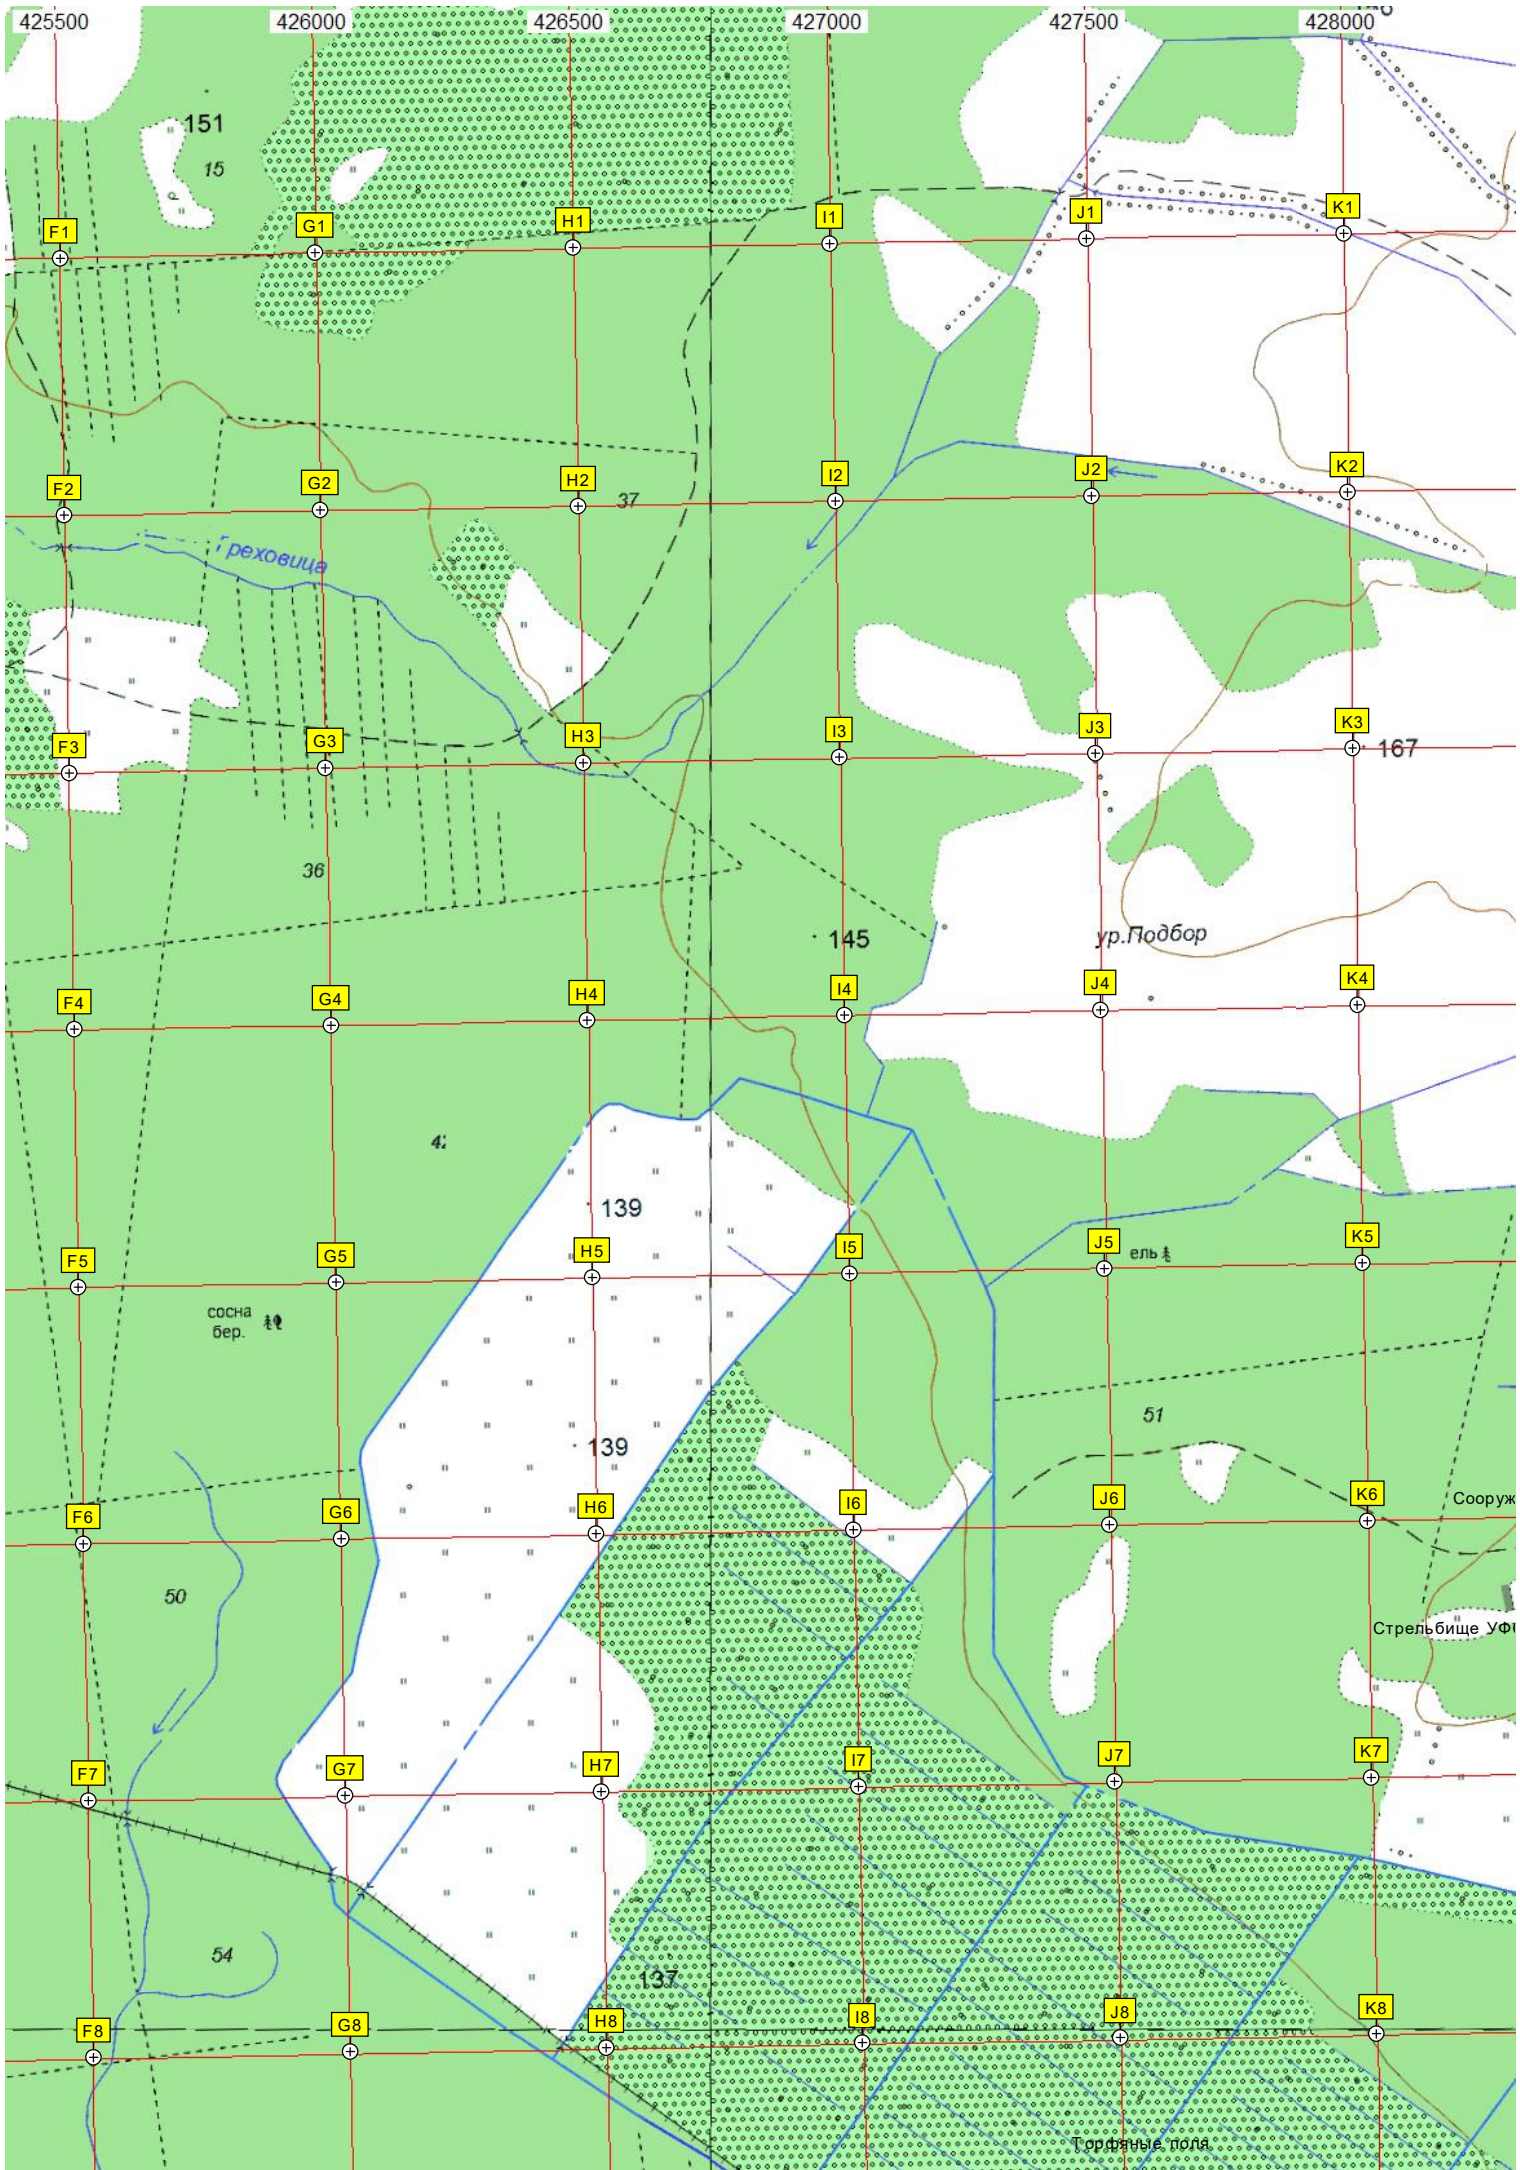 425500 426000 426500 427000 427500 428000
151
15
F1 G1 H1 I1 J1 K1
F2 G2 H2 I2 J2 K2
37
Греховица
F3 G3 H3 I3 J3 K3
167
36
145
ур.Подбор
F4 G4 H4 I4 J4 K4
139
F5 G5 H5 I5 J5 K5
ель
сосна
бер.
51
139
F6 G6 H6 I6 J6 K6
Сооруж
50
Стрельбище УФ
F7 G7 H7 I7 J7 K7
54
137
F8 G8 H8 I8 J8 K8
Торфяные поля